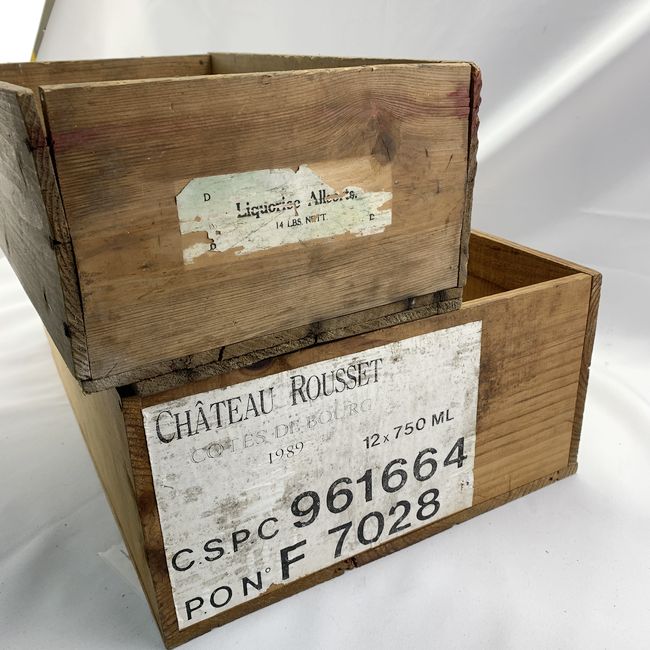 D
Liquorice Allsorts.
14 LBS. NETT.
D
D
CHÂTEAU ROUSSET
CÔTES DE BOURG
1989
12 x 750 ML
C.S.P.C 961664
P.O N° F 7028